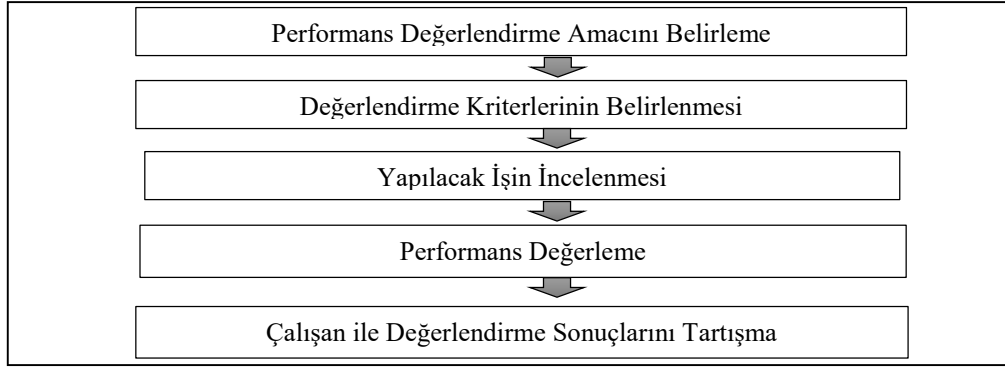 Performans Değerlendirme Amacını Belirleme
Değerlendirme Kriterlerinin Belirlenmesi
Yapılacak İşin İncelenmesi
Performans Değerleme
Çalışan ile Değerlendirme Sonuçlarını Tartışma